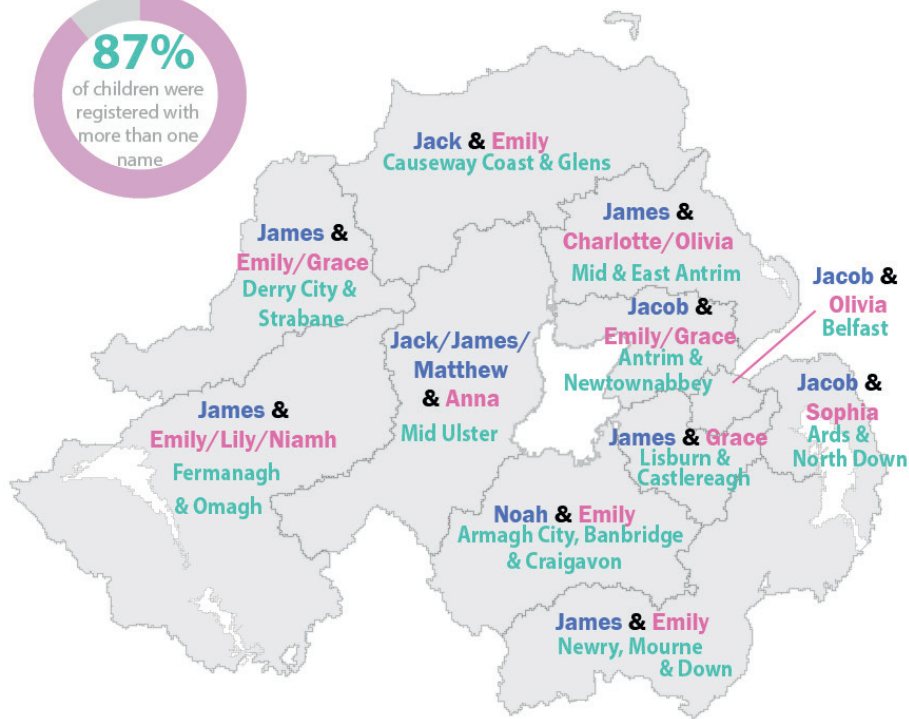 87%
of children were
registered with
more than one
name
Jack & Emily
Causeway Coast & Glens
James &
Emily/Grace
Derry City &
Strabane
James &
Charlotte/Olivia
Mid & East Antrim
Jacob &
Olivia
Belfast
Jacob &
Emily/Grace
Antrim &
Newtownabbey
Jack/James/
Matthew
& Anna
Mid Ulster
Jacob &
Sophia
Ards &
North Down
James &
Emily/Lily/Niamh
Fermanagh
& Omagh
James & Grace
Lisburn &
Castlereagh
Noah & Emily
Armagh City, Banbridge
& Craigavon
James & Emily
Newry, Mourne
& Down